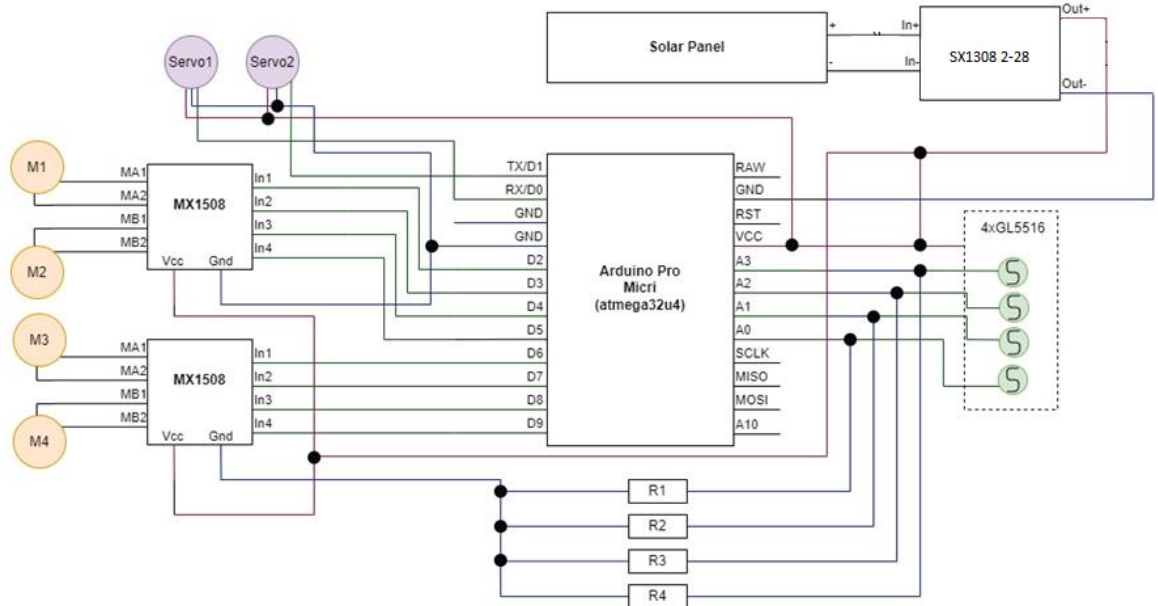 Solar Panel
+
-
In+
In-
SX1308 2-28
Out+
Out-
Servo1
Servo2
M1
M2
MA1
MA2
MB1
MB2
MX1508
Vcc
Gnd
In1
In2
In3
In4
M3
M4
MA1
MA2
MB1
MB2
MX1508
Vcc
Gnd
In1
In2
In3
In4
TX/D1
RX/D0
GND
GND
D2
D3
D4
D5
D6
D7
D8
D9
Arduino Pro
Micri
(atmega32u4)
RAW
GND
RST
VCC
A3
A2
A1
A0
SCLK
MISO
MOSI
A10
4xGL5516
R1
R2
R3
R4